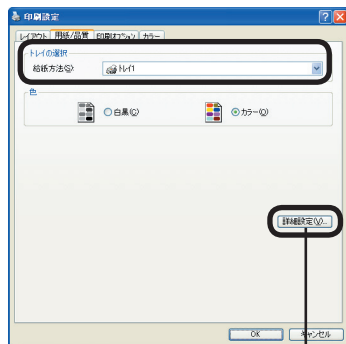 印刷設定
レイアウト 用紙/品質 印刷オプション カラー
トレイの選択
給紙方法(S): トレイ1
色
白黒(C) カラー(O)
詳細設定(V)...
OK キャンセル